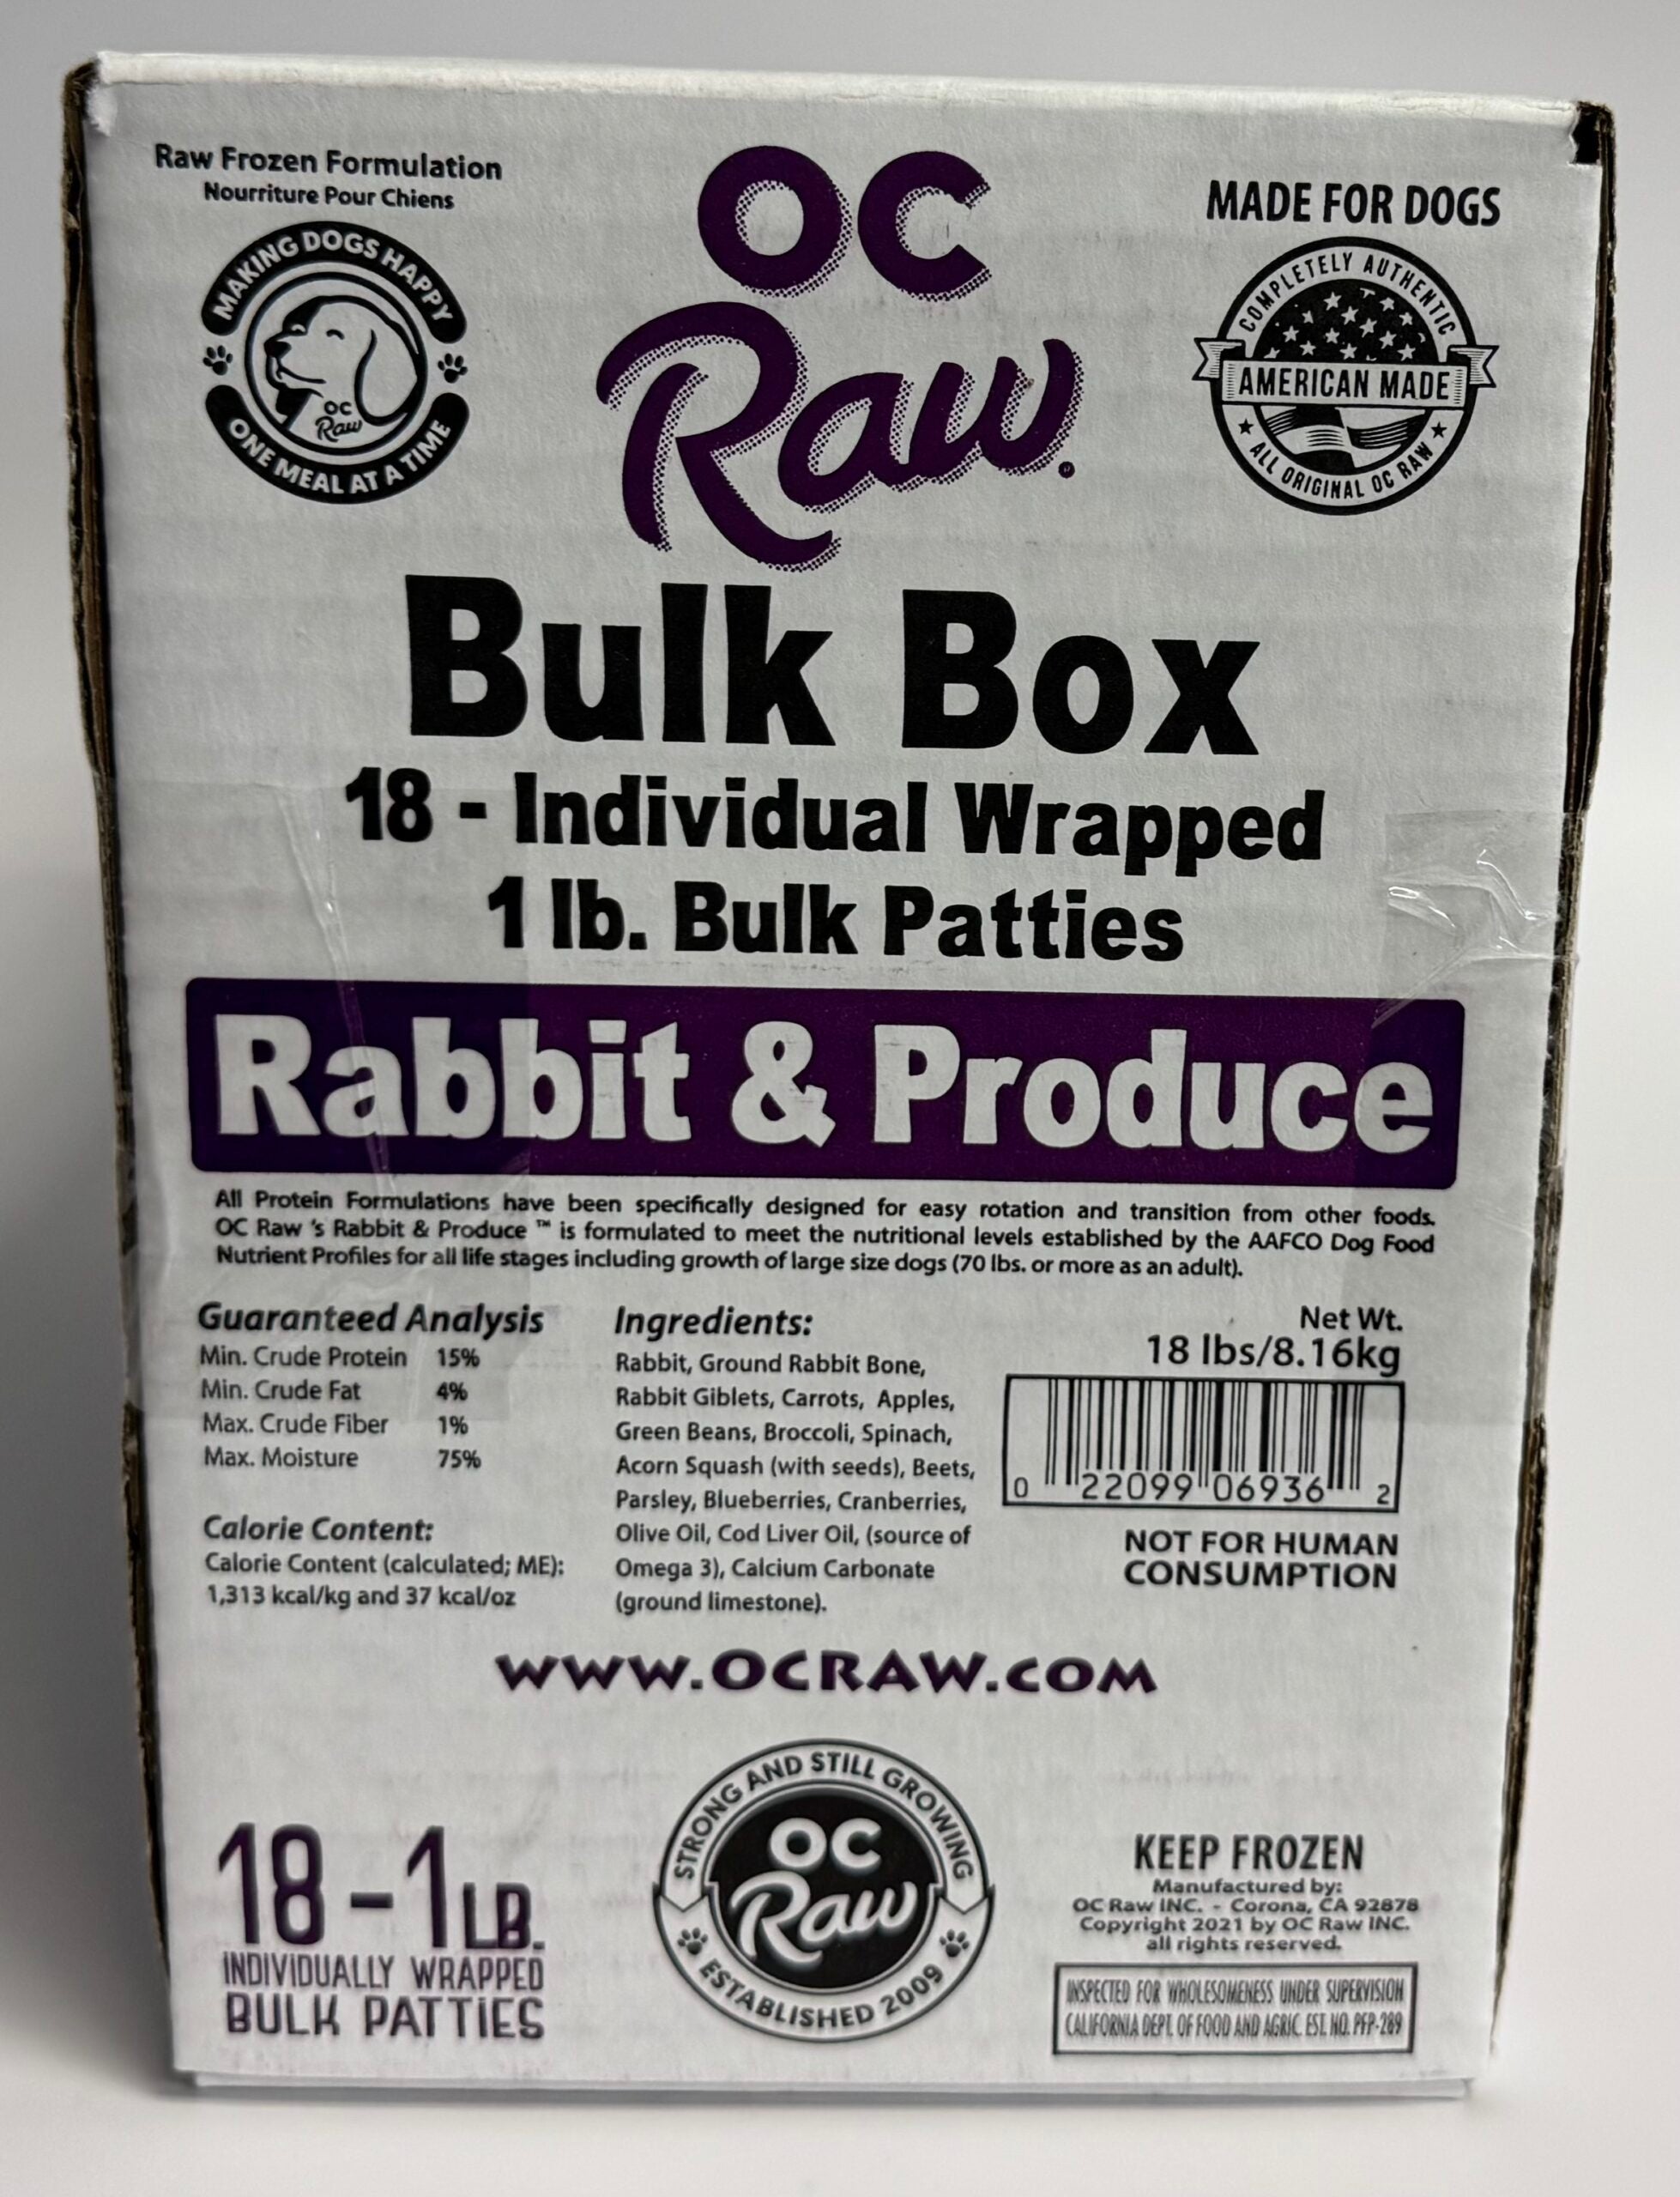 Raw Frozen Formulation
Nourriture Pour Chiens
MAKING DOGS HAPPY
OC
Raw
ONE MEAL AT A TIME
OC
Raw
MADE FOR DOGS
COMPLETELY AUTHENTIC
AMERICAN MADE
ALL ORIGINAL OC RAW
Bulk Box
18 - Individual Wrapped
1 lb. Bulk Patties
Rabbit & Produce
All Protein Formulations have been specifically designed for easy rotation and transition from other foods.
OC Raw 's Rabbit & Produce ™ is formulated to meet the nutritional levels established by the AAFCO Dog Food
Nutrient Profiles for all life stages including growth of large size dogs (70 lbs. or more as an adult).
Guaranteed Analysis
Min. Crude Protein 15%
Min. Crude Fat 4%
Max. Crude Fiber 1%
Max. Moisture 75%
Calorie Content:
Calorie Content (calculated; ME):
1,313 kcal/kg and 37 kcal/oz
Ingredients:
Rabbit, Ground Rabbit Bone,
Rabbit Giblets, Carrots, Apples,
Green Beans, Broccoli, Spinach,
Acorn Squash (with seeds), Beets,
Parsley, Blueberries, Cranberries,
Olive Oil, Cod Liver Oil, (source of
Omega 3), Calcium Carbonate
(ground limestone).
Net Wt.
18 lbs/8.16kg
0 22099 06936 2
NOT FOR HUMAN
CONSUMPTION
WWW.OCRAW.COM
18 - 1 LB.
INDIVIDUALLY WRAPPED
BULK PATTIES
STRONG AND STILL GROWING
OC
Raw
ESTABLISHED 2009
KEEP FROZEN
Manufactured by:
OC Raw INC. - Corona, CA 92878
Copyright 2021 by OC Raw INC.
all rights reserved.
INSPECTED FOR WHOLESOMENESS UNDER SUPERVISION
CALIFORNIA DEPT. OF FOOD AND AGRIC. EST. NO. PFP-289